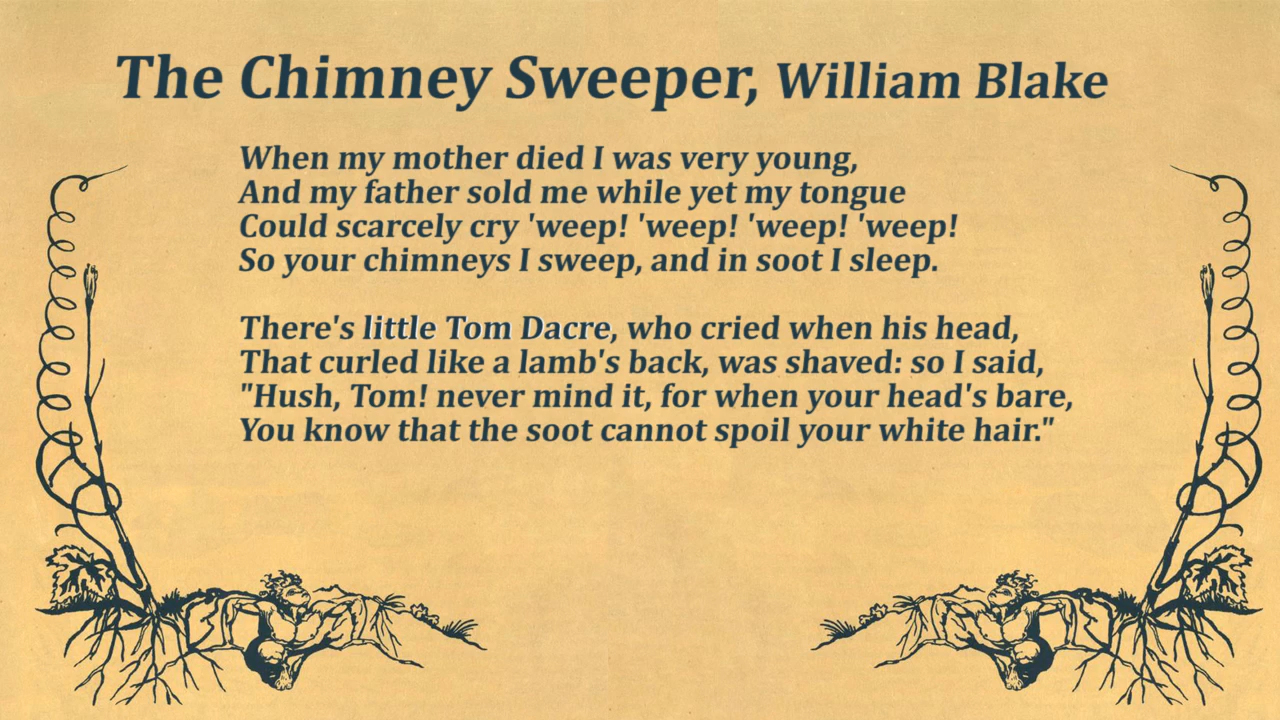 The Chimney Sweeper, William Blake
When my mother died I was very young,
And my father sold me while yet my tongue
Could scarcely cry 'weep! 'weep! 'weep! 'weep!
So your chimneys I sweep, and in soot I sleep.
There's little Tom Dacre, who cried when his head,
That curled like a lamb's back, was shaved: so I said,
"Hush, Tom! never mind it, for when your head's bare,
You know that the soot cannot spoil your white hair."